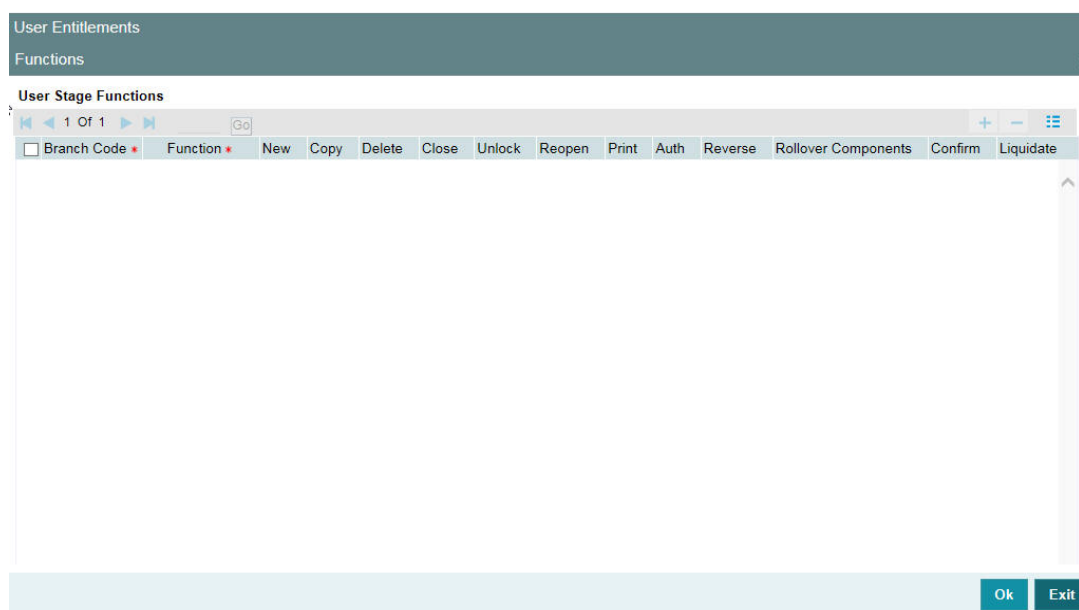 User Entitlements
Functions
User Stage Functions
1 Of 1 Go
Branch Code * Function * New Copy Delete Close Unlock Reopen Print Auth Reverse Rollover Components Confirm Liquidate
Ok Exit